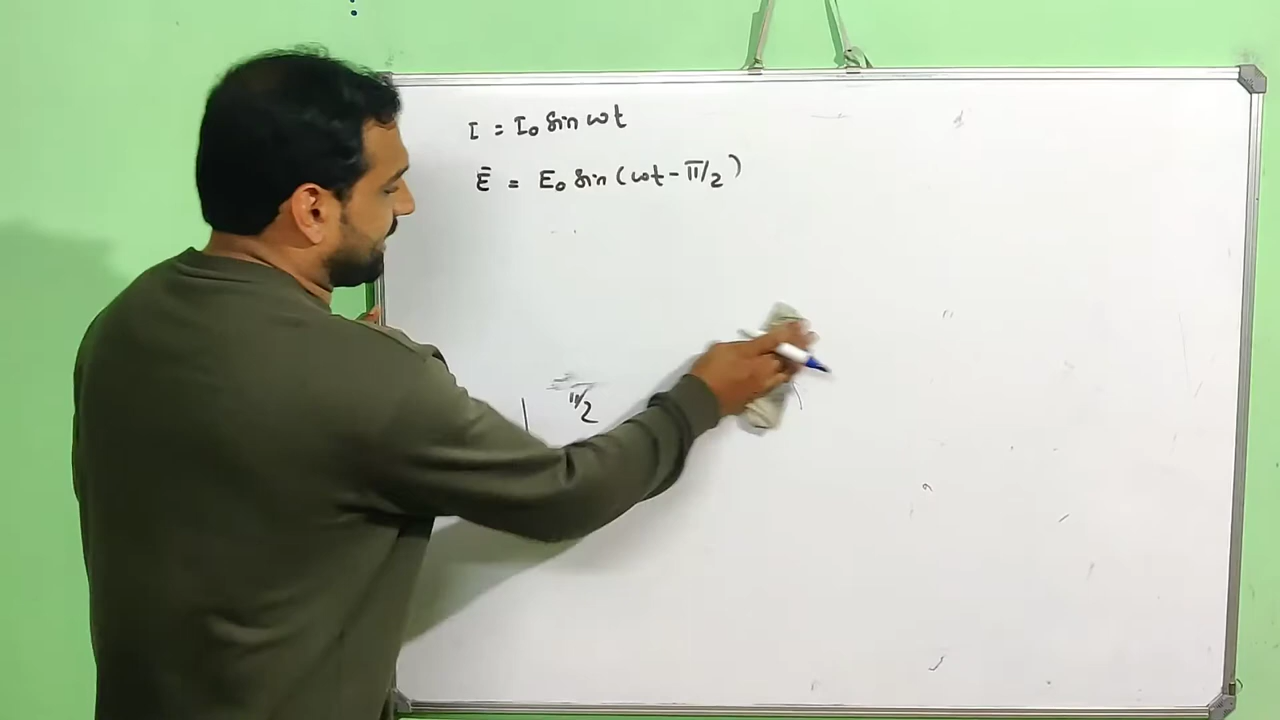 I = I₀ Sin ωt
Ē = E₀ Sin(ωt - π/2)
π/2